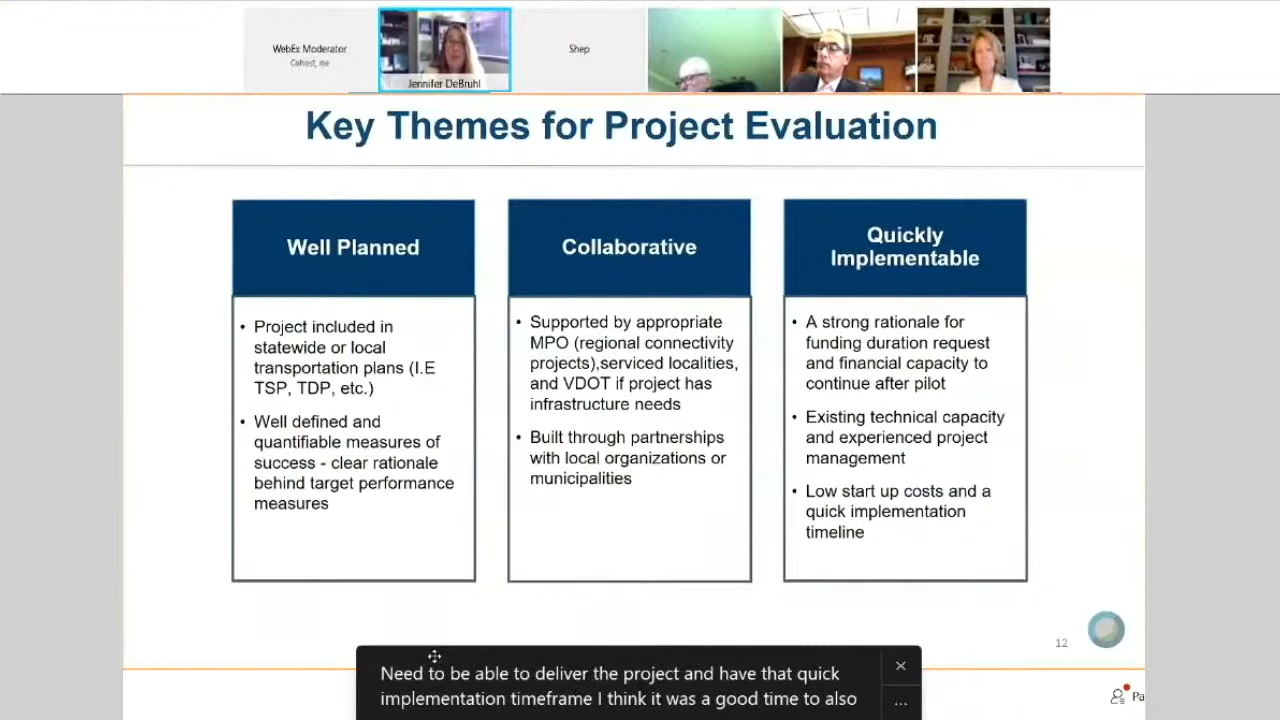 WebEx Moderator
Cohost, me
Jennifer DeBruhl
Shep
Key Themes for Project Evaluation
Well Planned
• Project included in
statewide or local
transportation plans (I.E
TSP, TDP, etc.)
• Well defined and
quantifiable measures of
success - clear rationale
behind target performance
measures
Collaborative
• Supported by appropriate
MPO (regional connectivity
projects),serviced localities,
and VDOT if project has
infrastructure needs
• Built through partnerships
with local organizations or
municipalities
Quickly
Implementable
• A strong rationale for
funding duration request
and financial capacity to
continue after pilot
• Existing technical capacity
and experienced project
management
• Low start up costs and a
quick implementation
timeline
12
Need to be able to deliver the project and have that quick
implementation timeframe I think it was a good time to also
Pa